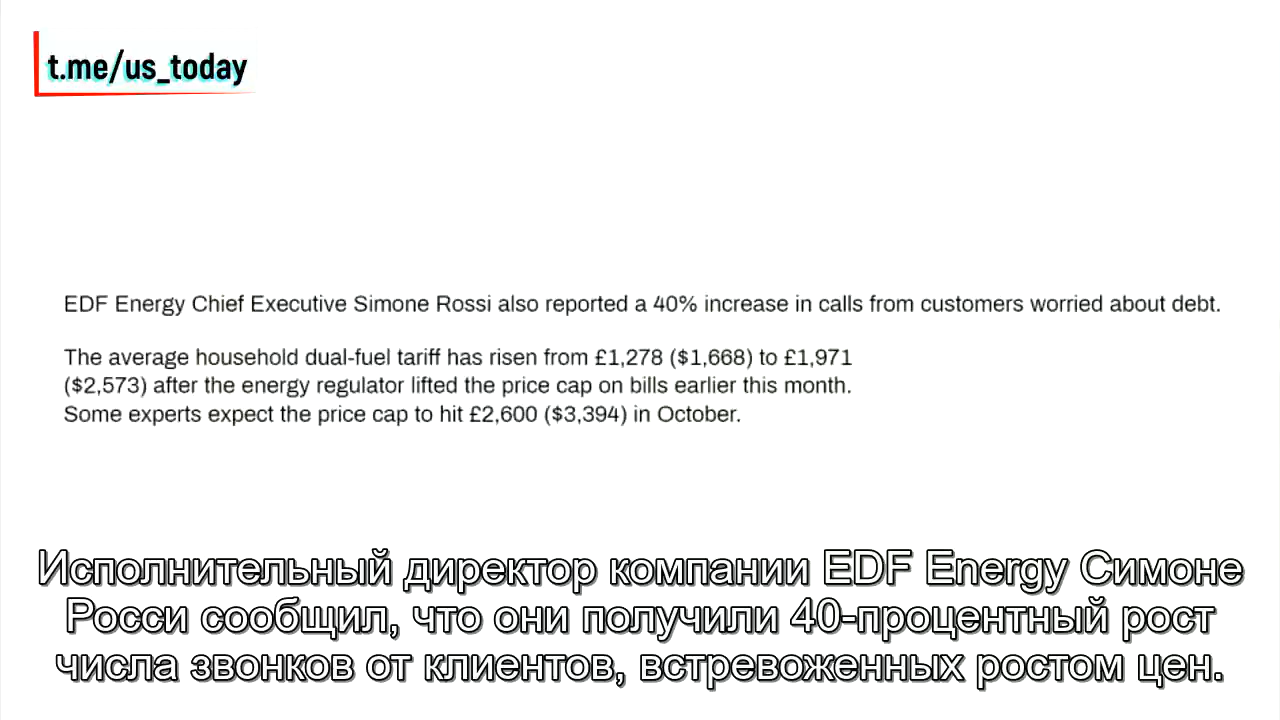 t.me/us_today
EDF Energy Chief Executive Simone Rossi also reported a 40% increase in calls from customers worried about debt.
The average household dual-fuel tariff has risen from £1,278 ($1,668) to £1,971
($2,573) after the energy regulator lifted the price cap on bills earlier this month.
Some experts expect the price cap to hit £2,600 ($3,394) in October.
Исполнительный директор компании EDF Energy Симоне
Росси сообщил, что они получили 40-процентный рост
числа звонков от клиентов, встревоженных ростом цен.